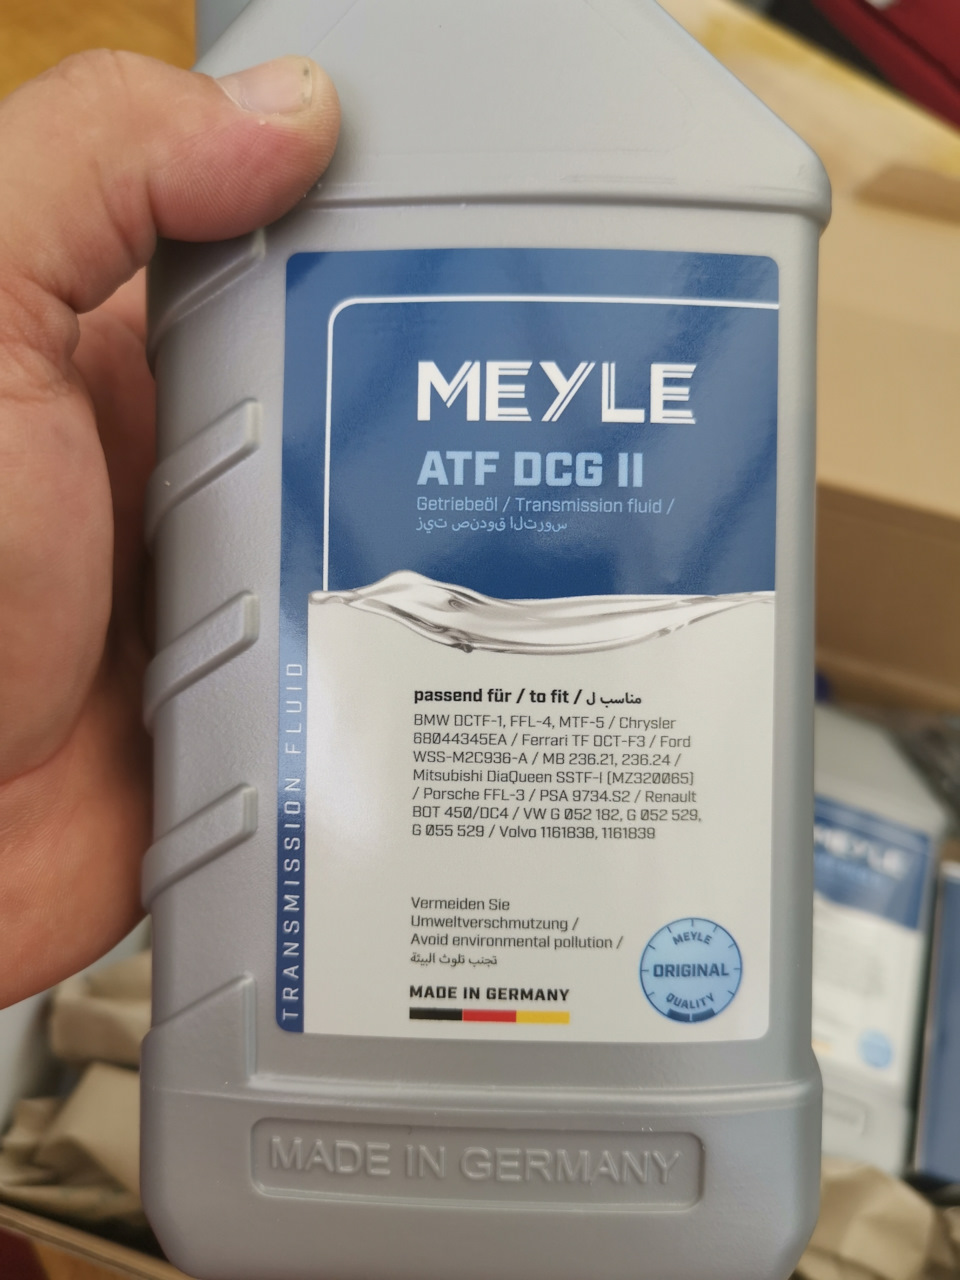 MEYLE
ATF DCG II
Getriebeöl / Transmission fluid /
زيت صندوق التروس
passend für / to fit / مناسب ل
BMW DCTF-1, FFL-4, MTF-5 / Chrysler
68044345EA / Ferrari TF DCT-F3 / Ford
WSS-M2C936-A / MB 236.21, 236.24 /
Mitsubishi DiaQueen SSTF-I (MZ320065)
/ Porsche FFL-3 / PSA 9734.S2 / Renault
BOT 450/DC4 / VW G 052 182, G 052 529,
G 055 529 / Volvo 1161838, 1161839
Vermeiden Sie
Umweltverschmutzung /
Avoid environmental pollution /
تجنب تلوث البيئة
MADE IN GERMANY
MEYLE
ORIGINAL
QUALITY
TRANSMISSION FLUID
MADE IN GERMANY
MEYLE